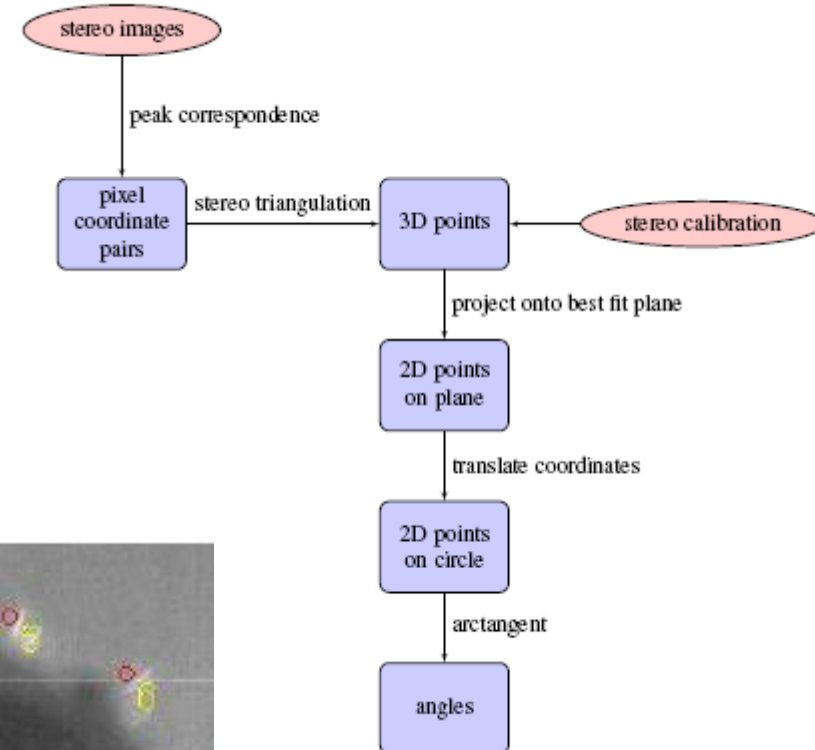 stereo images
peak correspondence
pixel
coordinate
pairs
stereo triangulation
3D points
stereo calibration
project onto best fit plane
2D points
on plane
translate coordinates
2D points
on circle
arctangent
angles